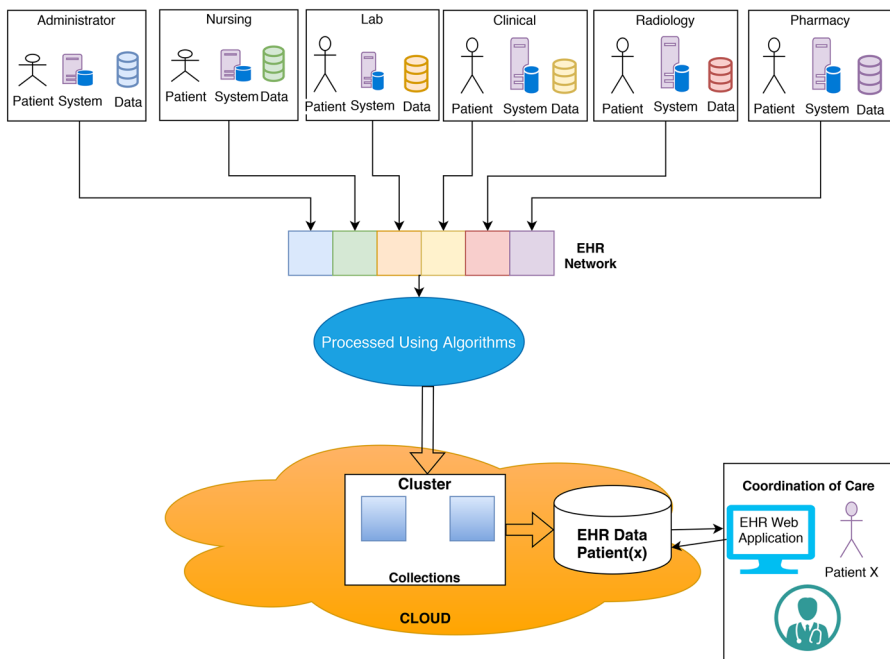 Administrator
Nursing
Lab
Clinical
Radiology
Pharmacy
Patient System Data
Patient System Data
Patient System Data
Patient System Data
Patient System Data
Patient System Data
EHR
Network
Processed Using Algorithms
Cluster
Collections
EHR Data
Patient(x)
CLOUD
Coordination of Care
EHR Web
Application
Patient X